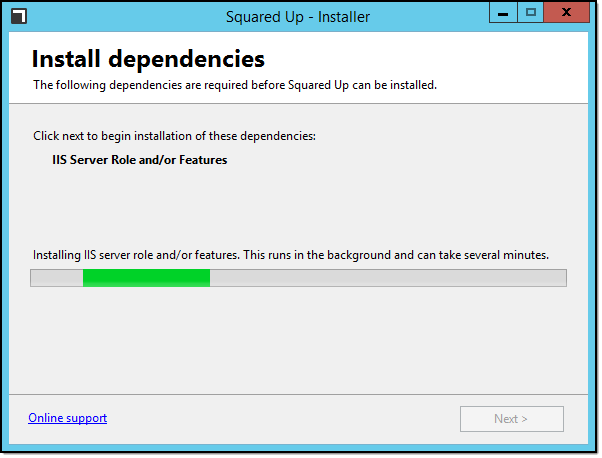 Squared Up - Installer
Install dependencies
The following dependencies are required before Squared Up can be installed.
Click next to begin installation of these dependencies:
IIS Server Role and/or Features
Installing IIS server role and/or features. This runs in the background and can take several minutes.
Online support
Next >